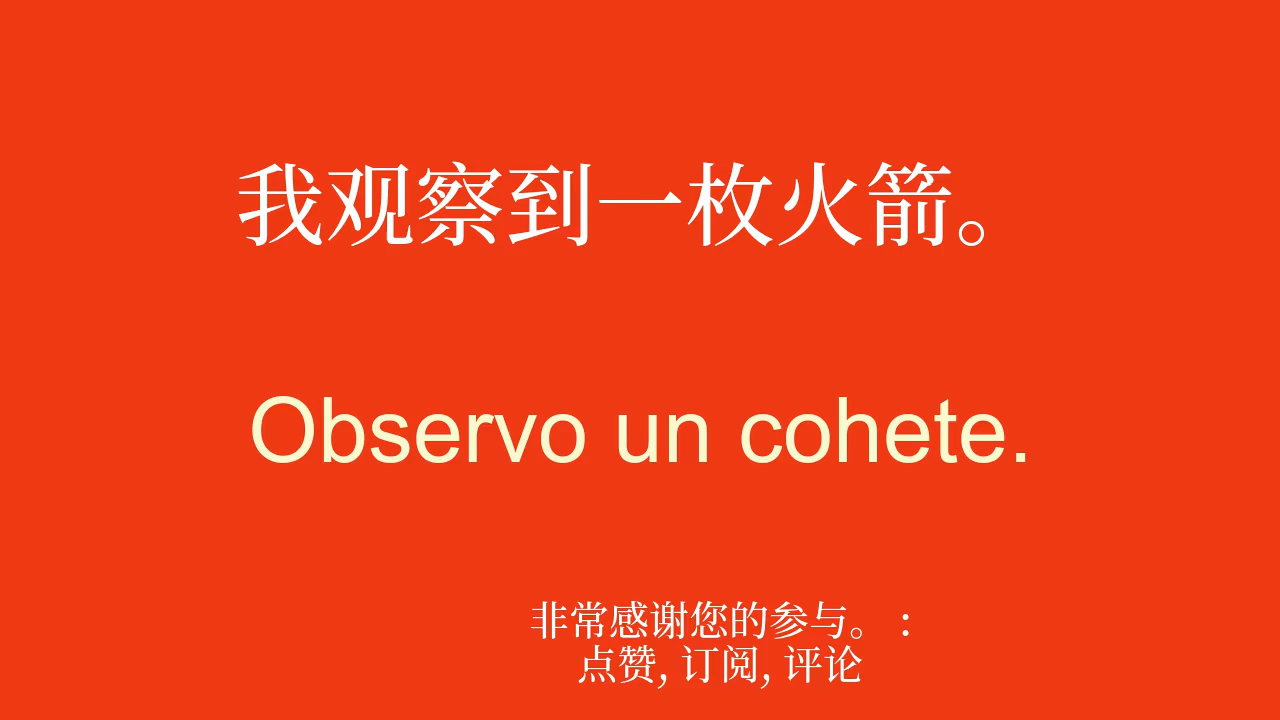 我观察到一枚火箭。
Observo un cohete.
非常感谢您的参与。 :
点赞, 订阅, 评论